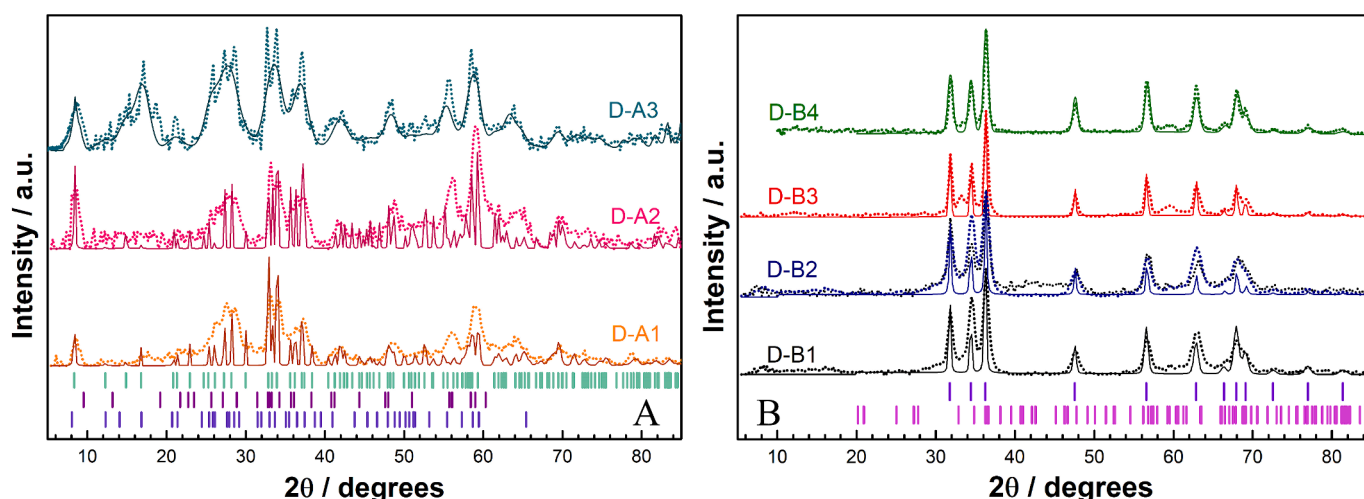 Intensity / a.u.
D-A3
D-A2
D-A1
A
10 20 30 40 50 60 70 80
2θ / degrees
Intensity / a.u.
D-B4
D-B3
D-B2
D-B1
B
10 20 30 40 50 60 70 80
2θ / degrees